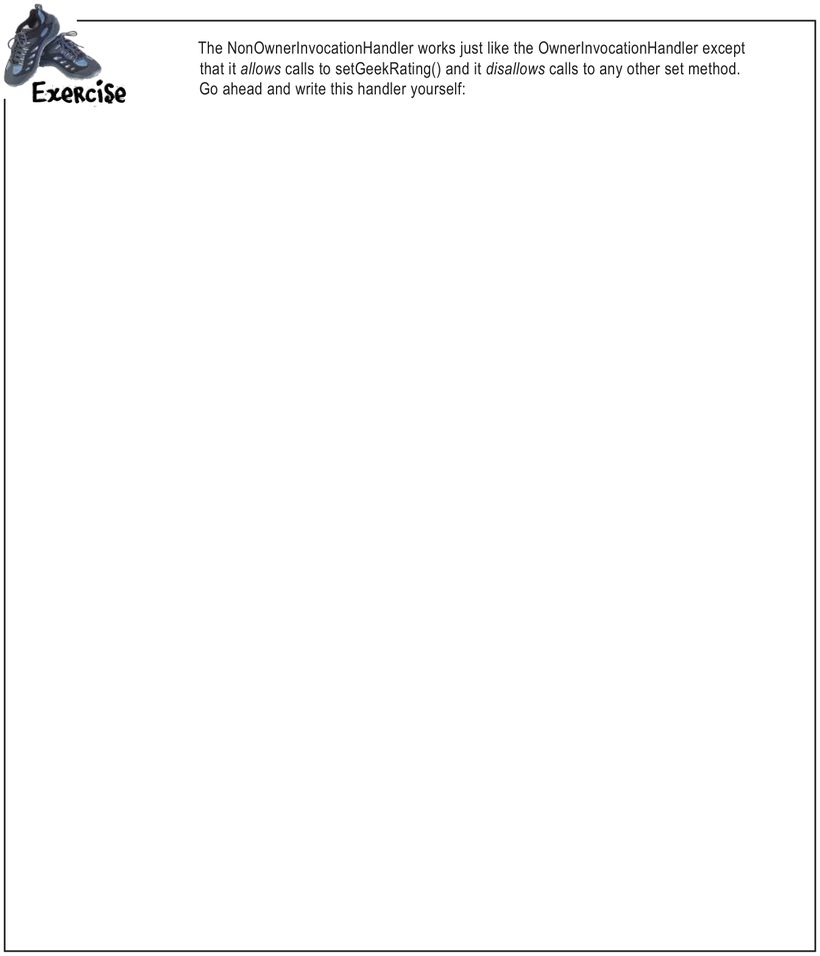 Exercise
The NonOwnerInvocationHandler works just like the OwnerInvocationHandler except
that it allows calls to setGeekRating() and it disallows calls to any other set method.
Go ahead and write this handler yourself: